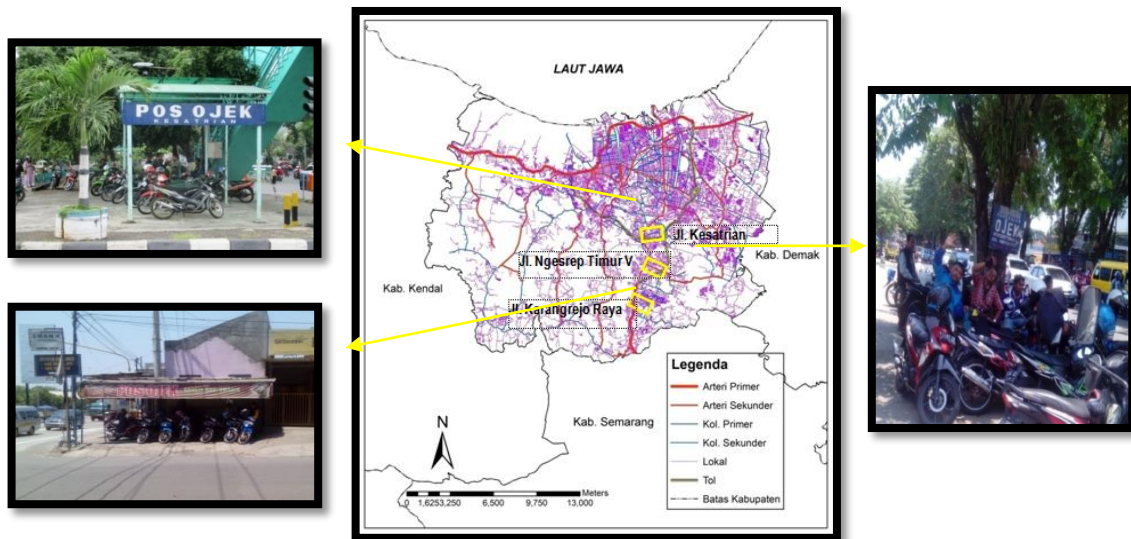 POS OJEK
KESATRIAN
LAUT JAWA
Jl. Kesatrian
Kab. Demak
Jl. Ngesrep Timur V
Kab. Kendal
Jl. Karangrejo Raya
Kab. Semarang
N
0 1,625 3,250 6,500 9,750 13,000 Meters
Legenda
Arteri Primer
Arteri Sekunder
Kol. Primer
Kol. Sekunder
Lokal
Tol
Batas Kabupaten
OJEK